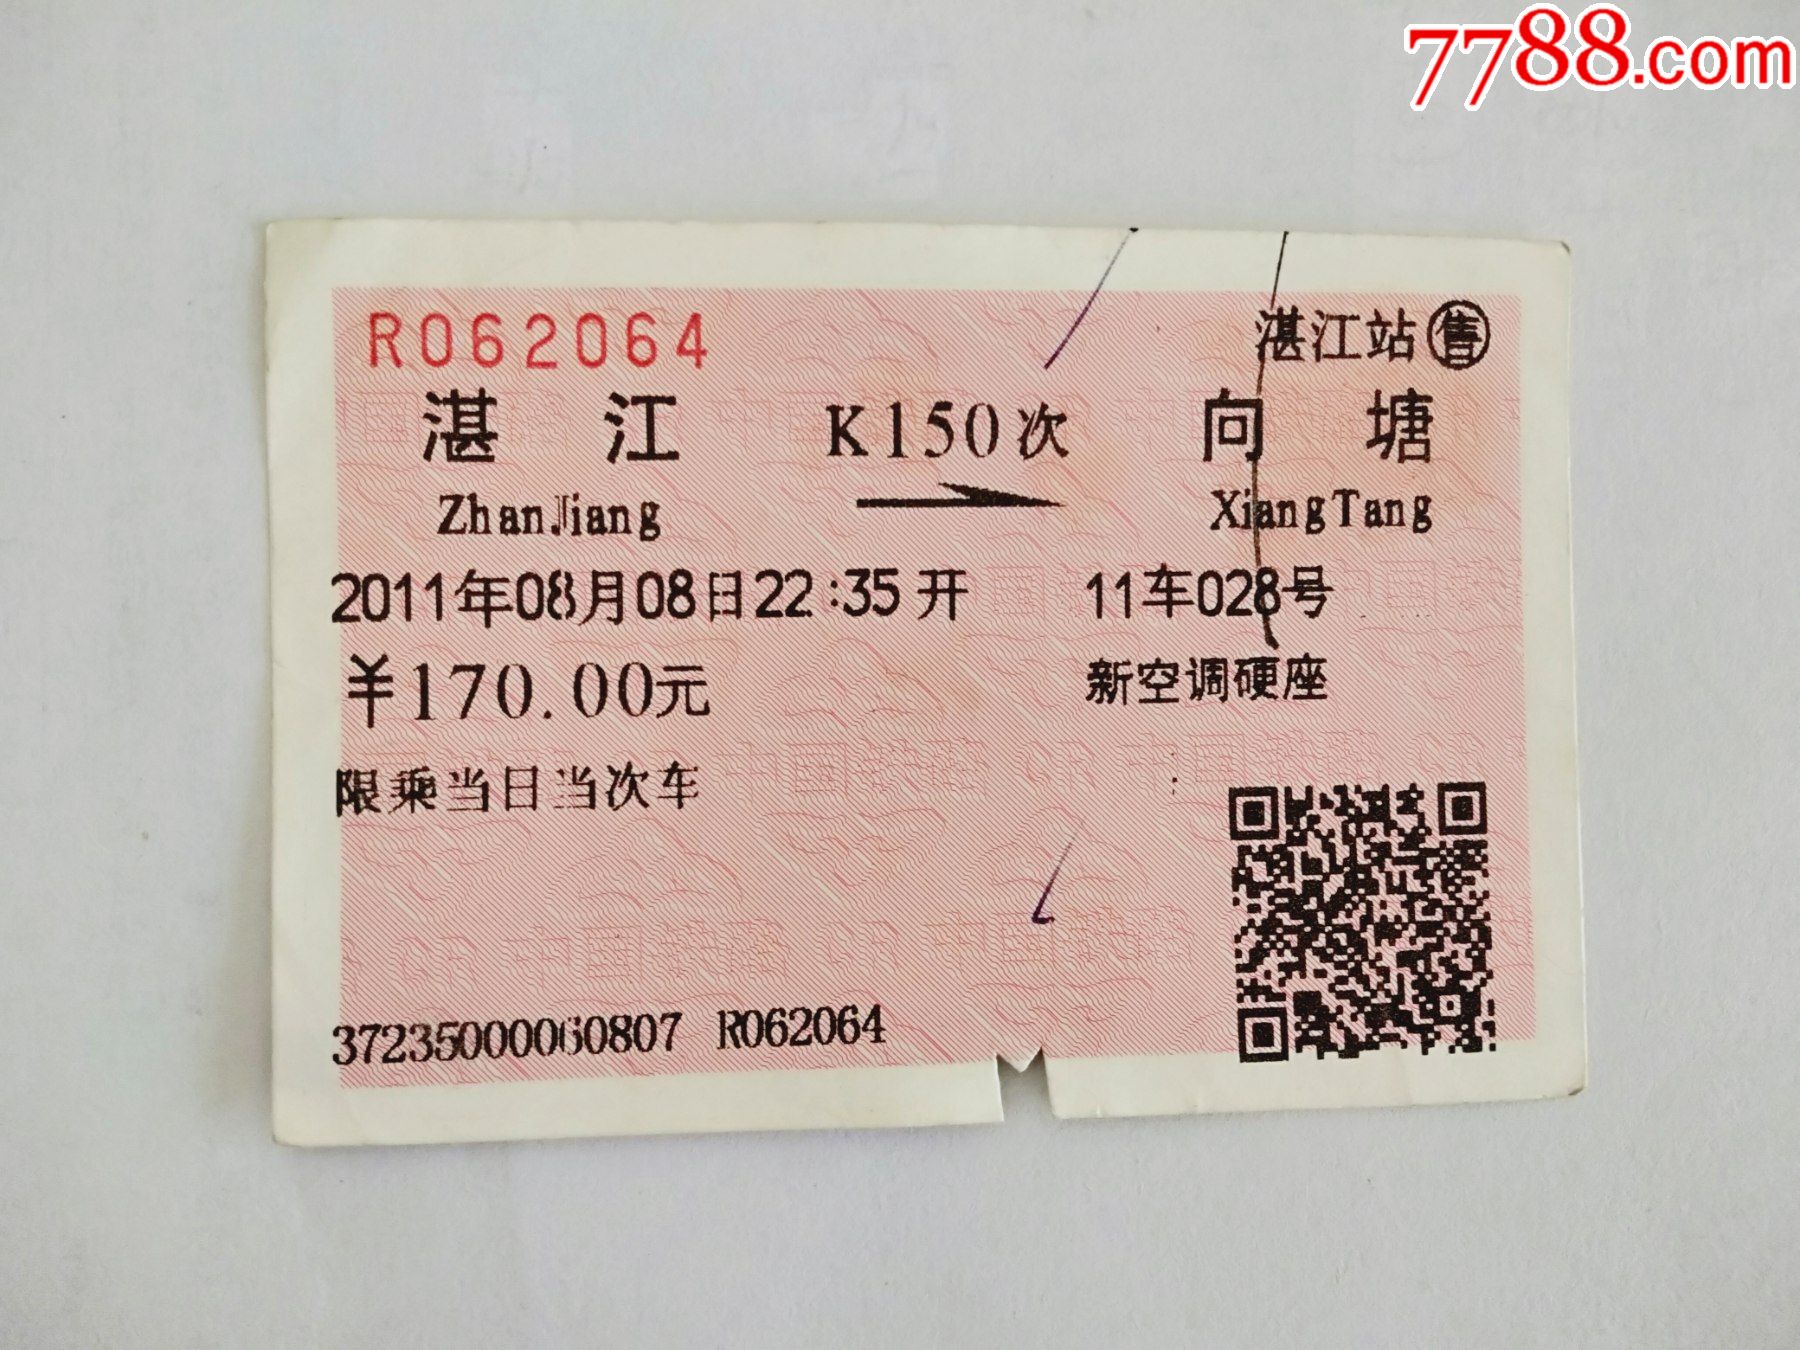 7788.com
R062064
湛江站售
湛江 K150次 向塘
ZhanJiang XiangTang
2011年08月08日22:35开 11车028号
¥170.00元 新空调硬座
限乘当日当次车
37235000060807 R062064